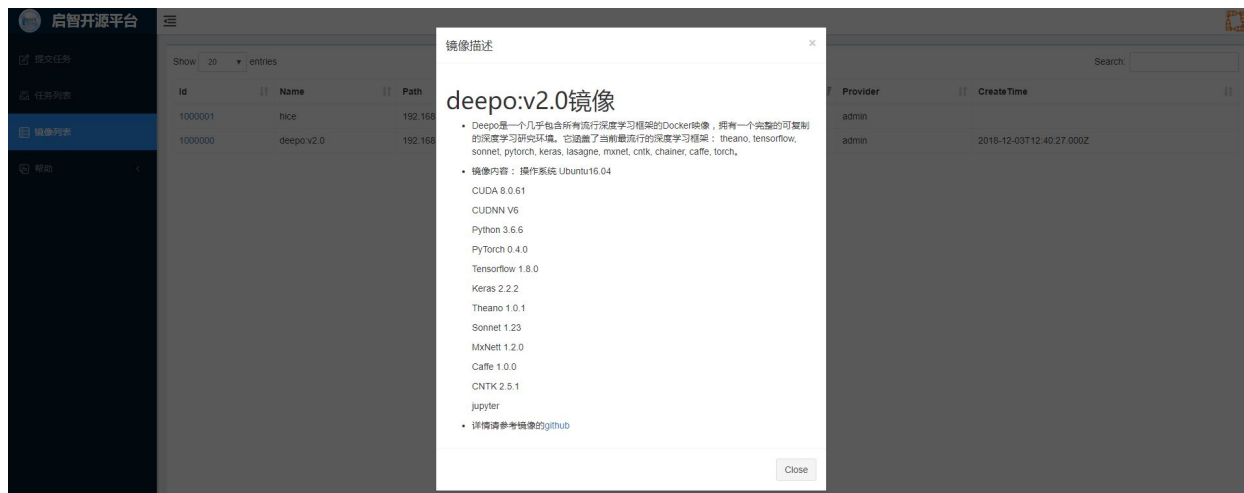 启智开源平台
提交任务
任务列表
镜像列表
帮助
Show 20 entries
Search:
Id Name Path Provider CreateTime
1000001 hice 192.168 admin
1000000 deepo:v2.0 192.168 admin 2018-12-03T12:40:27.000Z
镜像描述
×
deepo:v2.0镜像
• Deepo是一个几乎包含所有流行深度学习框架的Docker映像，拥有一个完整的可复制
的深度学习研究环境。它涵盖了当前最流行的深度学习框架： theano, tensorflow,
sonnet, pytorch, keras, lasagne, mxnet, cntk, chainer, caffe, torch。
• 镜像内容： 操作系统 Ubuntu16.04
CUDA 8.0.61
CUDNN V6
Python 3.6.6
PyTorch 0.4.0
Tensorflow 1.8.0
Keras 2.2.2
Theano 1.0.1
Sonnet 1.23
MxNett 1.2.0
Caffe 1.0.0
CNTK 2.5.1
jupyter
• 详情请参考镜像的github
Close